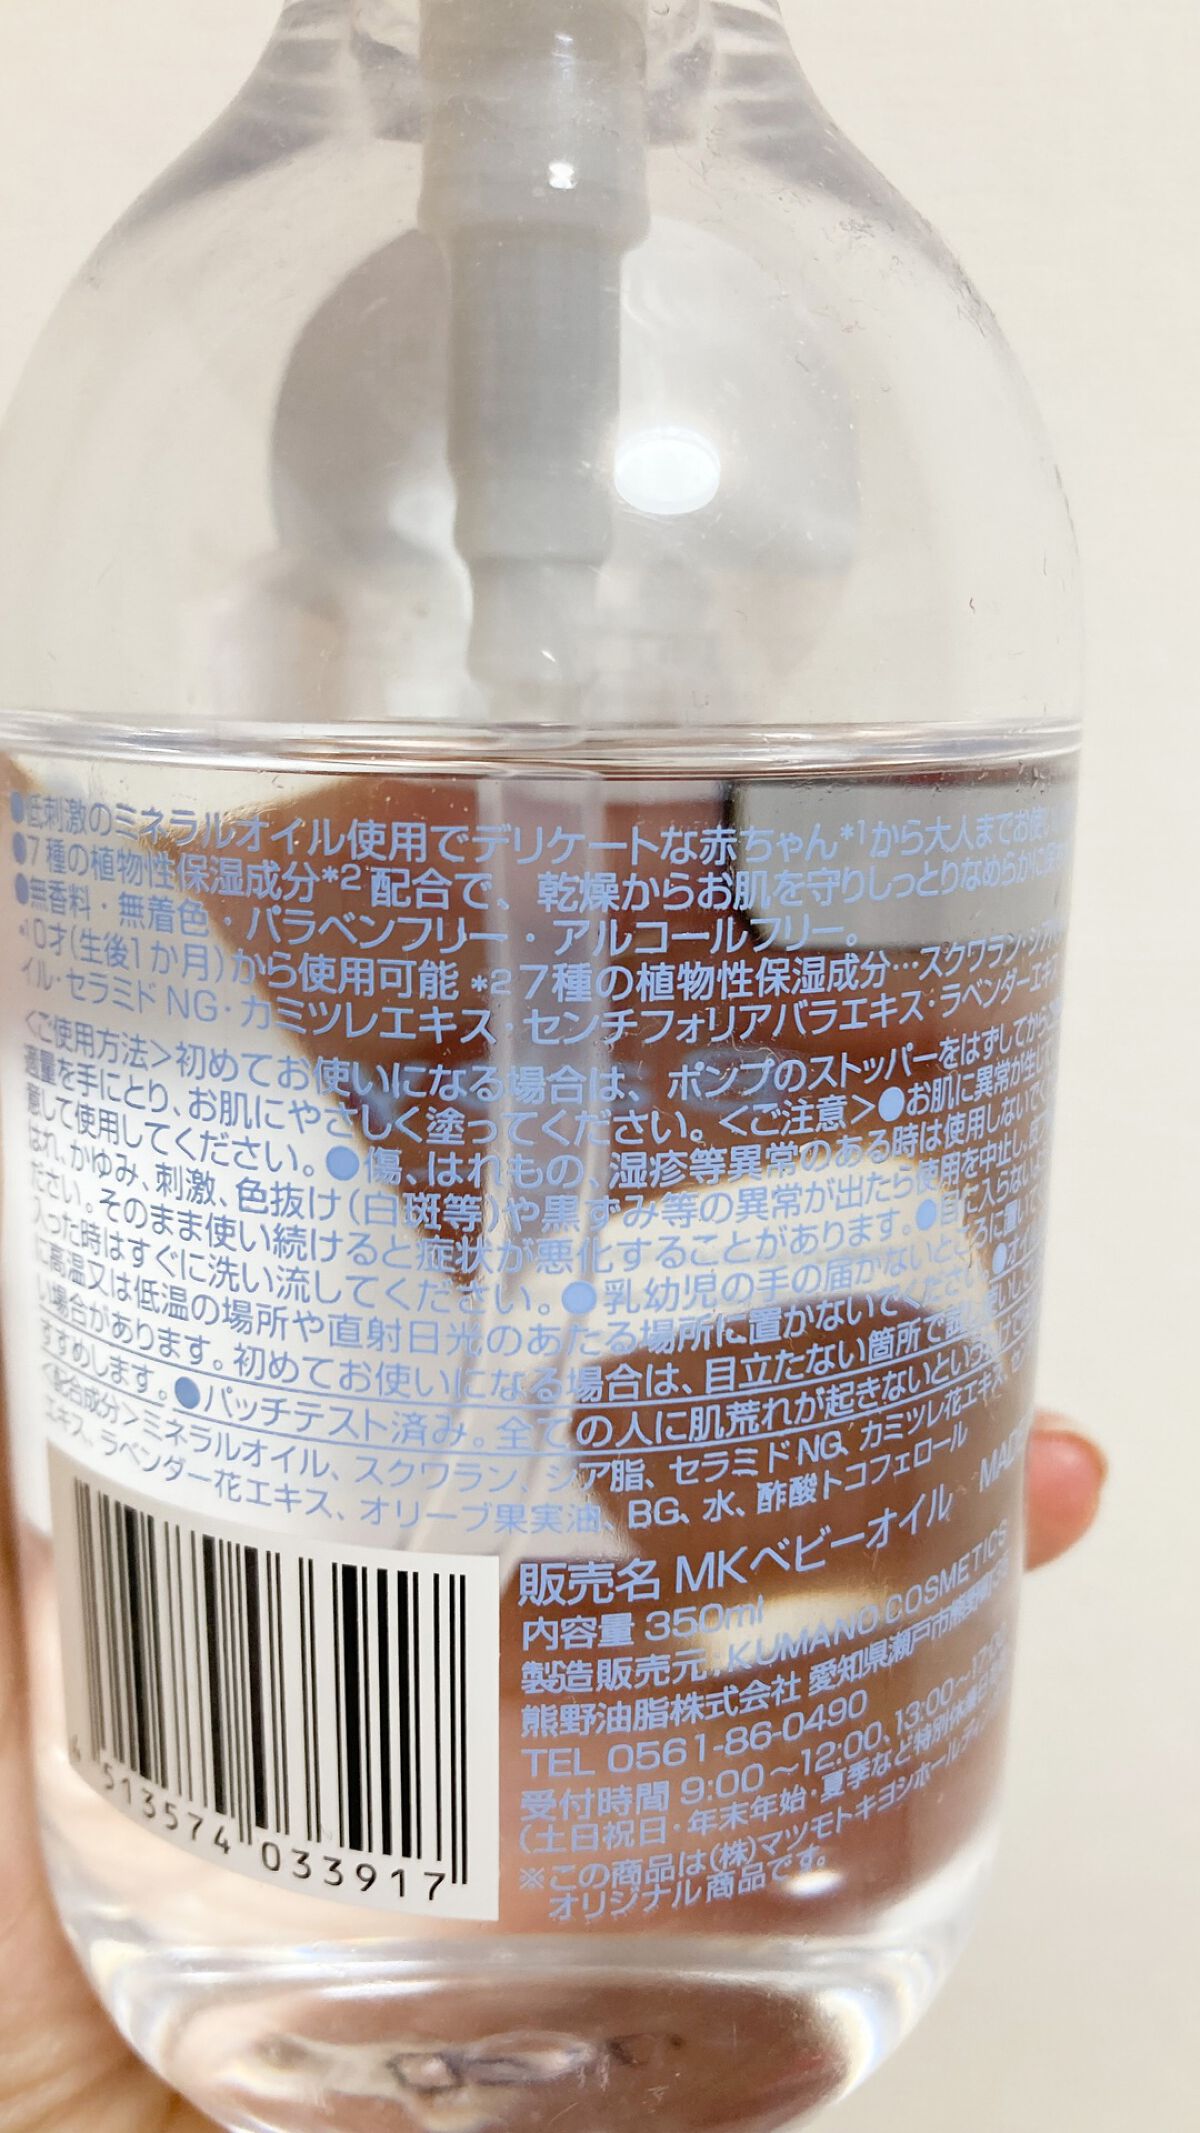 ●低刺激のミネラルオイル使用でデリケートな赤ちゃん*1から大人までお使い
●7種の植物性保湿成分*2配合で、乾燥からお肌を守りしっとりなめらかに
●無香料・無着色・パラベンフリー・アルコールフリー。
*10才(生後1か月)から使用可能 *2 7種の植物性保湿成分…スクワラン・シア
イル・セラミドNG・カミツレエキス・センチフォリアバラエキス・ラベンダーエキス
<ご使用方法>初めてお使いになる場合は、ポンプのストッパーをはずしてから
適量を手にとり、お肌にやさしく塗ってください。<ご注意>●お肌に異常が生
意して使用してください。●傷、はれもの、湿疹等異常のある時は使用しないで
はれ、かゆみ、刺激、色抜け(白斑等)や黒ずみ等の異常が出たら使用を中止し、
ださい。そのまま使い続けると症状が悪化することがあります。●目に入らない
入った時はすぐに洗い流してください。●乳幼児の手の届かないところに置いて
に高温又は低温の場所や直射日光のあたる場所に置かないでください。●オイ
い場合があります。初めてお使いになる場合は、目立たない箇所で試し
すすめします。●パッチテスト済み。全ての人に肌荒れが起きないという
<配合成分>ミネラルオイル、スクワラン、シア脂、セラミドNG、カミツレ花エキス、
エキス、ラベンダー花エキス、オリーブ果実油、BG、水、酢酸トコフェロール
販売名 MKベビーオイル
内容量 350ml
製造販売元:KUMANO COSMETICS
熊野油脂株式会社 愛知県瀬戸市
TEL 0561-86-0490
受付時間 9:00～12:00、13:00～17:00
(土日祝日・年末年始・夏季など特別休業日
※この商品は(株)マツモトキヨシホールディン
オリジナル商品です。
4 513574 033917